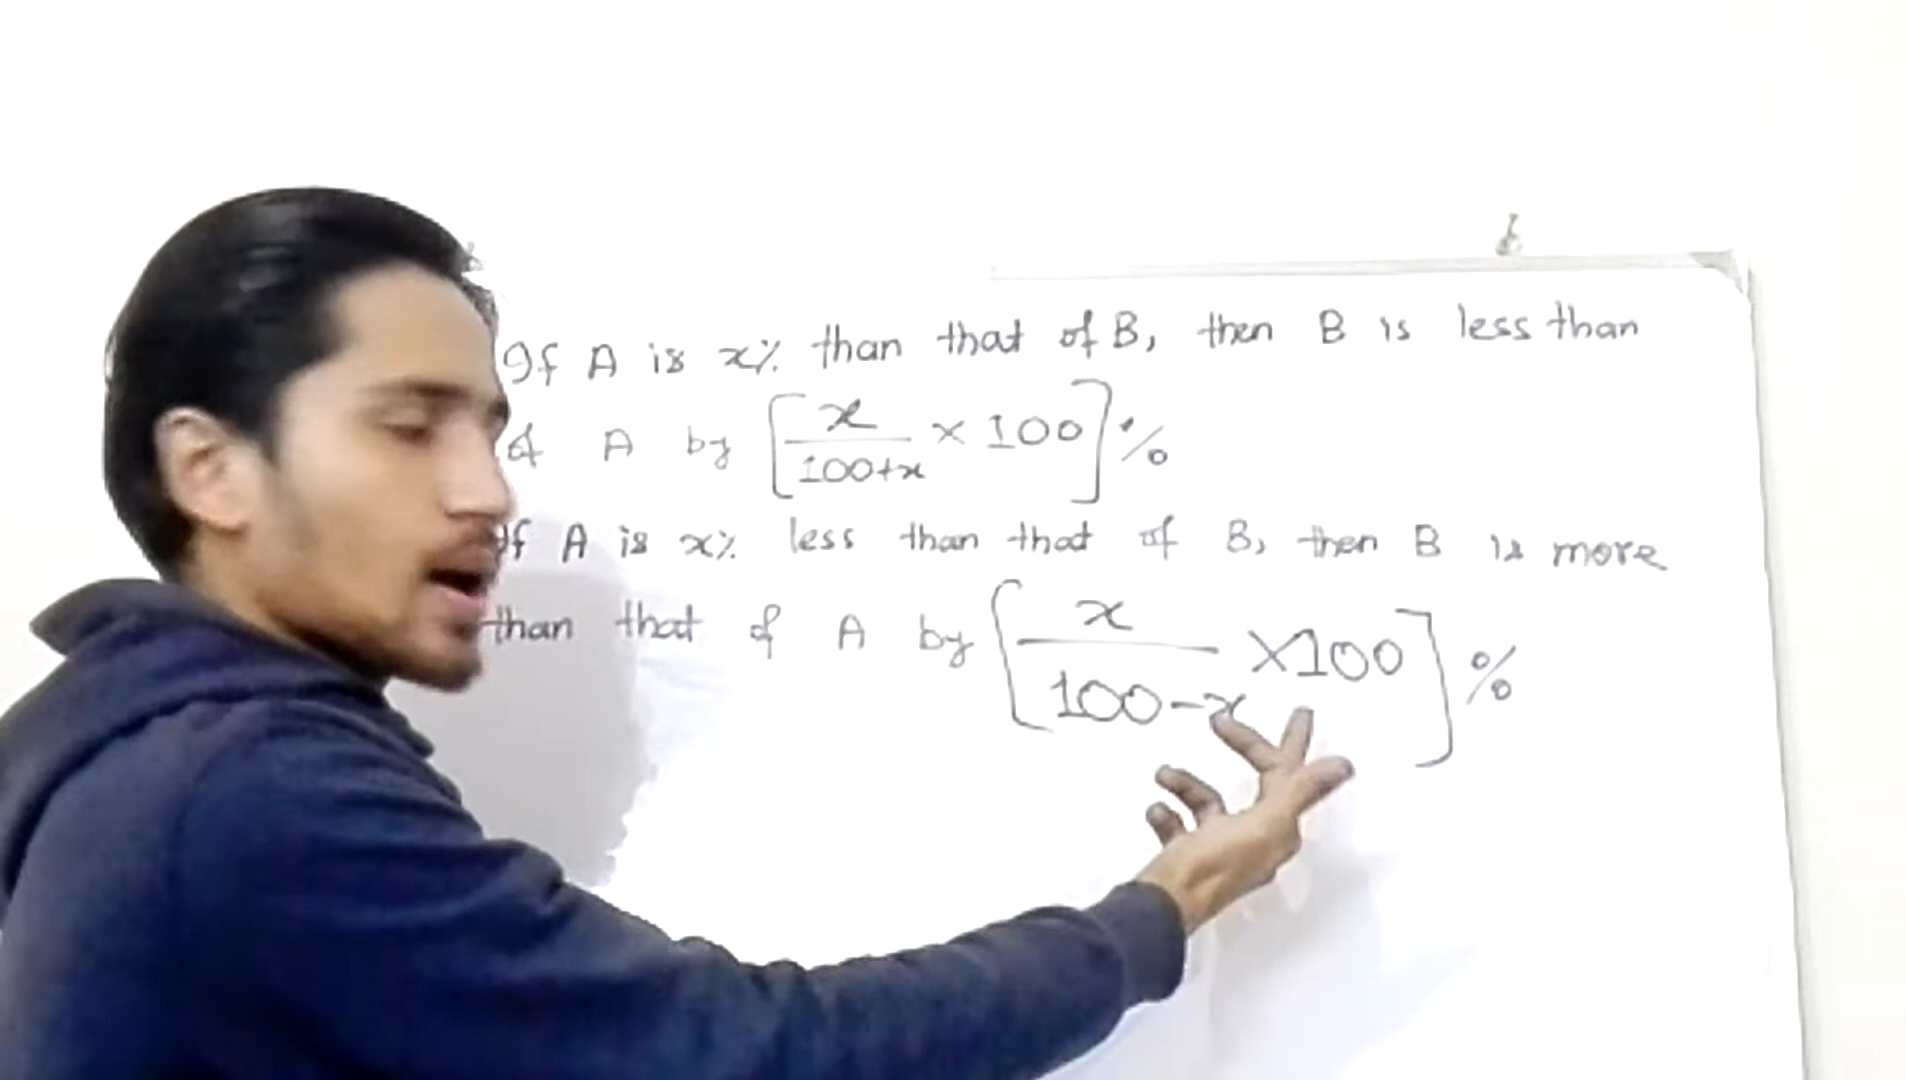 If A is x% than that of B, then B is less than
of A by [x/100+x × 100]%
If A is x% less than that of B, then B is more
than that of A by [x/100-x ×100]%